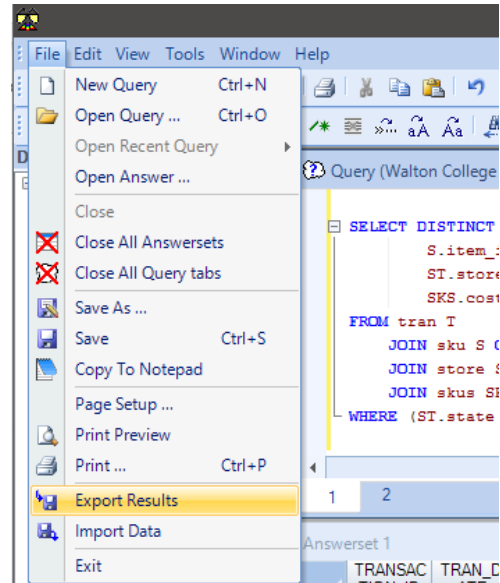 File Edit View Tools Window Help
New Query Ctrl+N
Open Query ... Ctrl+O
Open Recent Query
Open Answer ...
Close
Close All Answersets
Close All Query tabs
Save As ...
Save Ctrl+S
Copy To Notepad
Page Setup ...
Print Preview
Print ... Ctrl+P
Export Results
Import Data
Exit
aA Äa
D
Query (Walton College
SELECT DISTINCT
S.item_
ST.store
SKS.cost
FROM tran T
JOIN sku S
JOIN store S
JOIN skus S
WHERE (ST.state
1 2
Answerset 1
TRANSAC TRAN_D